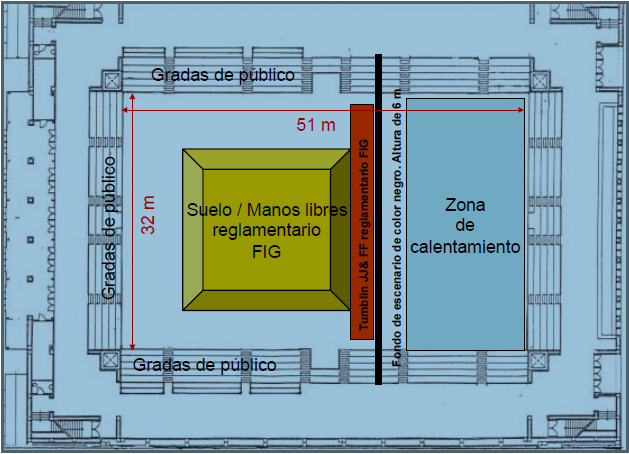 Gradas de público
51 m
Gradas de público
32 m
Suelo / Manos libres
reglamentario
FIG
Tumblin JJ& FF reglamentario FIG
Fondo de escenario de color negro. Altura de 6 m
Zona
de
calentamiento
Gradas de público